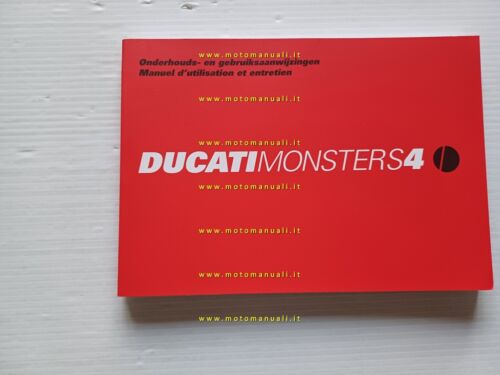 Onderhouds- en gebruiksaanwijzingen
www.motomanuali.it
Manuel d'utilisation et entretien
www.motomanuali.it
www.motomanuali.it
DUCATIMONSTERS4
www.motomanuali.it
www.motomanuali.it
www.motomanuali.it
www.motomanuali.it